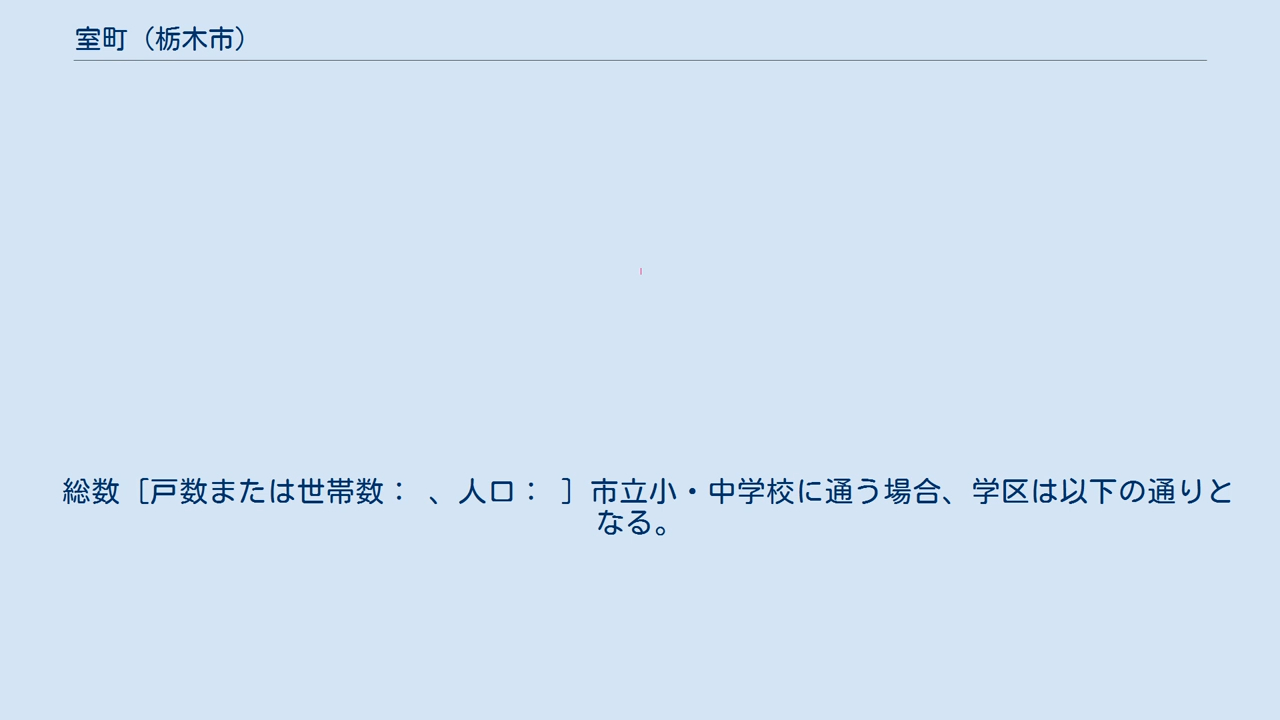 室町（栃木市）
総数［戸数または世帯数： 、人口： ］市立小・中学校に通う場合、学区は以下の通りと
なる。